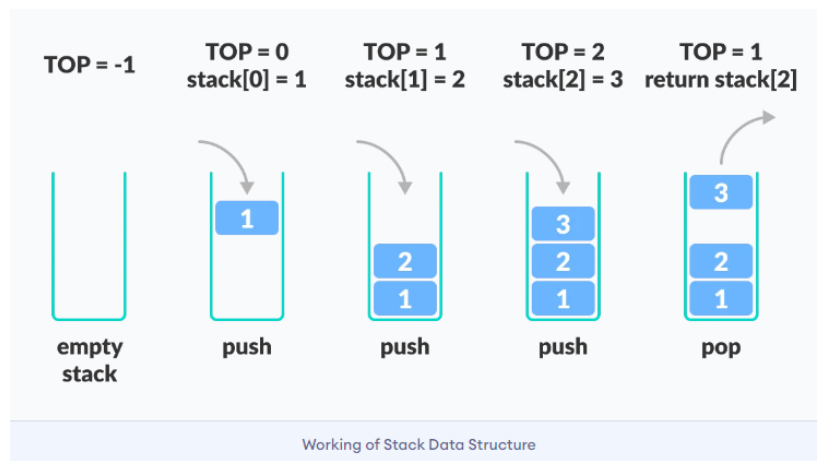 TOP = -1
TOP = 0
stack[0] = 1
TOP = 1
stack[1] = 2
TOP = 2
stack[2] = 3
TOP = 1
return stack[2]
1
2
1
3
2
1
3
2
1
empty
stack
push
push
push
pop
Working of Stack Data Structure